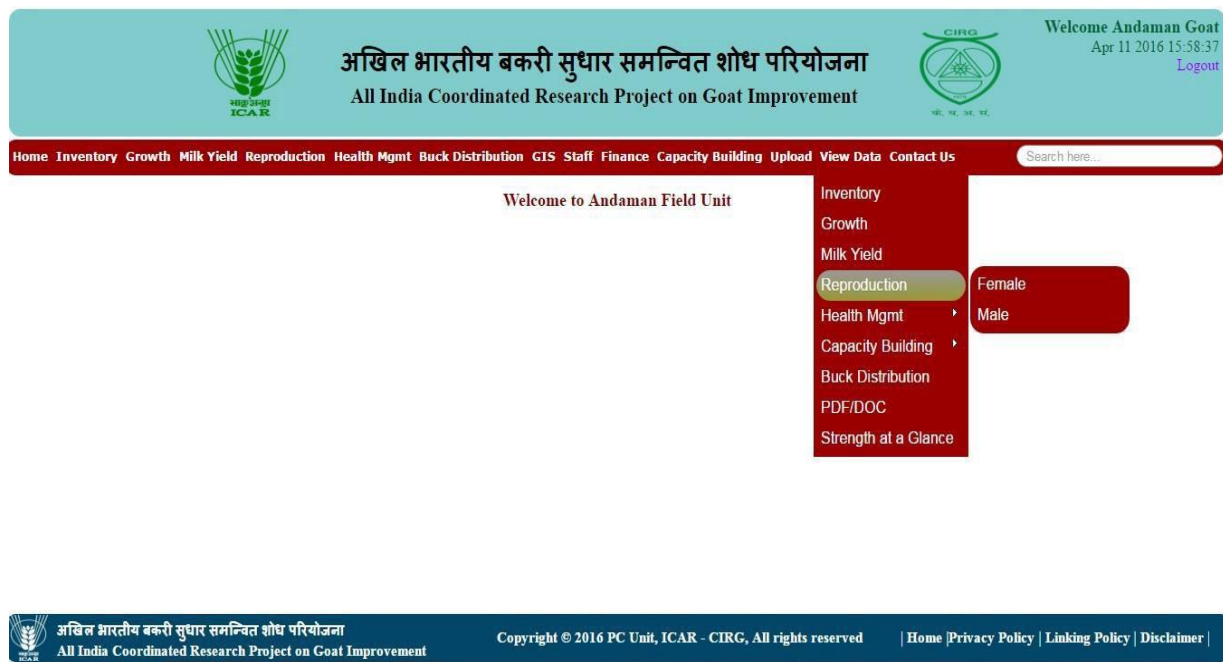 भाकृअनुप
ICAR
अखिल भारतीय बकरी सुधार समन्वित शोध परियोजना
All India Coordinated Research Project on Goat Improvement
CIRG
के. ब. अ. सं.
Welcome Andaman Goat
Apr 11 2016 15:58:37
Logout
Home Inventory Growth Milk Yield Reproduction Health Mgmt Buck Distribution GIS Staff Finance Capacity Building Upload View Data Contact Us
Search here...
Welcome to Andaman Field Unit
Inventory
Growth
Milk Yield
Reproduction
Health Mgmt
Capacity Building
Buck Distribution
PDF/DOC
Strength at a Glance
Female
Male
ICAR
अखिल भारतीय बकरी सुधार समन्वित शोध परियोजना
All India Coordinated Research Project on Goat Improvement
Copyright © 2016 PC Unit, ICAR - CIRG, All rights reserved
| Home |Privacy Policy | Linking Policy | Disclaimer |